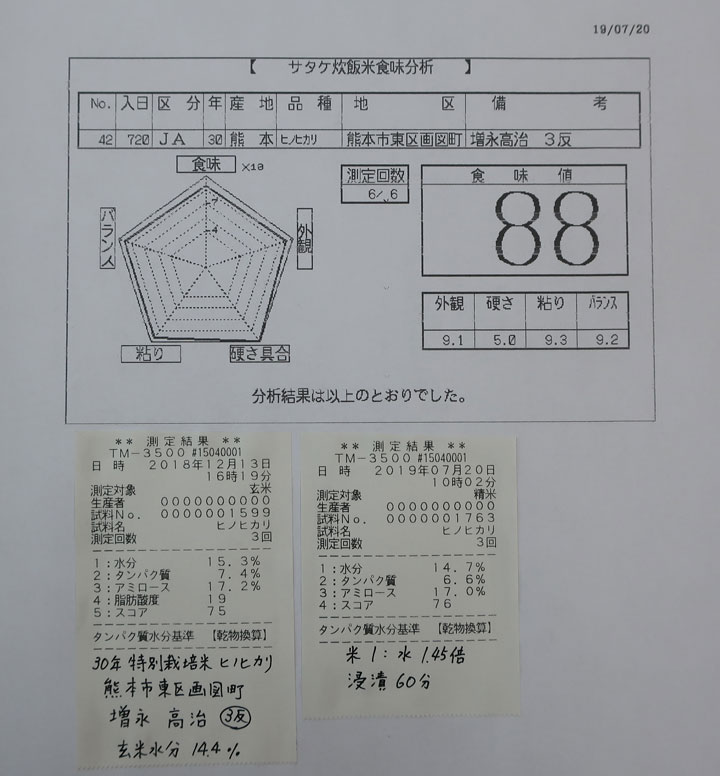 19/07/20
【 サタケ炊飯米食味分析 】
No. 入日 区 分 年 産 地 品 種 地 区 備 考
42 720 JA 30 熊 本 ヒノヒカリ 熊本市東区画図町 増永高治 3反
食味 ×10
測定回数
6/ 6
食 味 値
88
バランス
外観
7
4
粘り
硬さ具合
外観 硬さ 粘り バランス
9.1 5.0 9.3 9.2
分析結果は以上のとおりでした。
** 測定結果 **
TM-3500 #15040001
日 時 2018年12月13日
16時19分
測定対象 玄米
生産者 0000000000
試料No. 0000001599
試料名 ヒノヒカリ
測定回数 3回
1:水分 15.3%
2:タンパク質 7.4%
3:アミロース 17.2%
4:脂肪酸度 19
5:スコア 75
タンパク質水分基準 【乾物換算】
30年 特別栽培米 ヒノヒカリ
熊本市東区画図町
増永 高治 3反
玄米水分 14.4%
** 測定結果 **
TM-3500 #15040001
日 時 2019年07月20日
10時02分
測定対象 精米
生産者 0000000000
試料No. 0000001763
試料名 ヒノヒカリ
測定回数 3回
1:水分 14.7%
2:タンパク質 6.6%
3:アミロース 17.0%
4:スコア 76
タンパク質水分基準 【乾物換算】
米 1:水 1.45倍
浸漬 60分